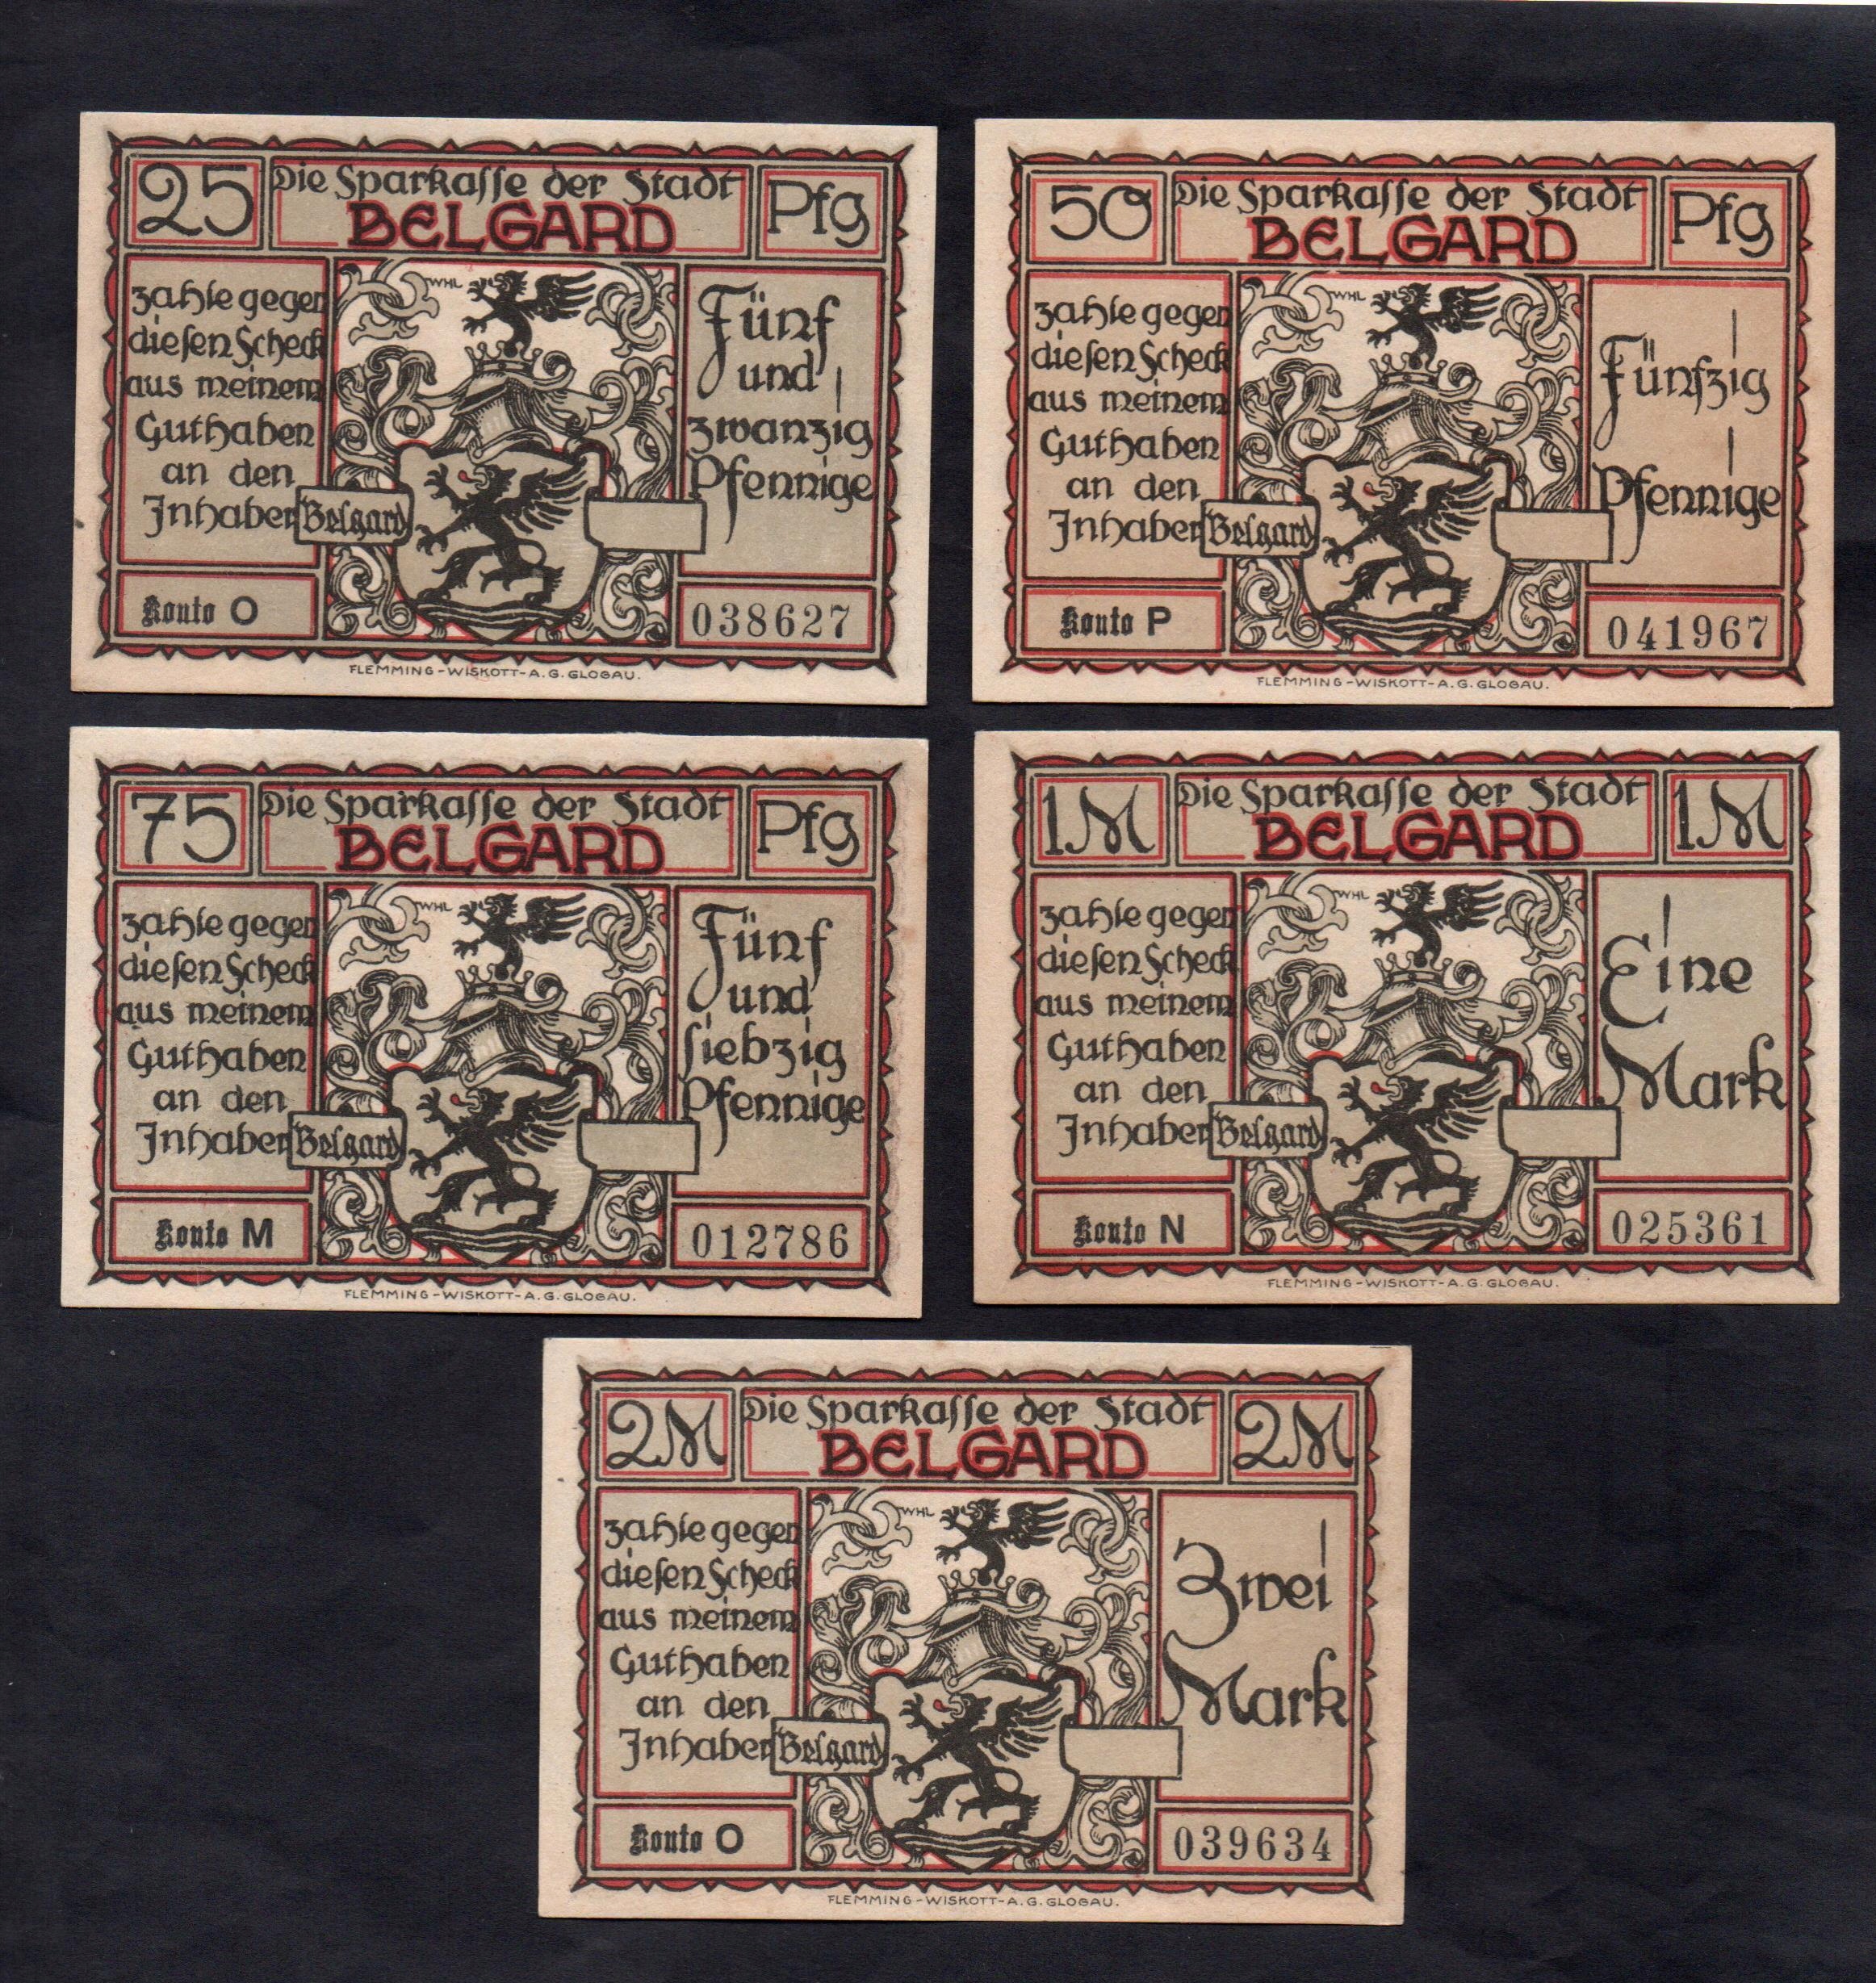 25
Die Sparkasse der Stadt
BELGARD
Pfg
zahle gegen
diesen Scheck
aus meinem
Guthaben
an den
Inhaber
Belgard
WHL
Fünf
und
zwanzig
Pfennige
Konto O
038627
FLEMMING-WISKOTT-A.G. GLOGAU.
50
Die Sparkasse der Stadt
BELGARD
Pfg
zahle gegen
diesen Scheck
aus meinem
Guthaben
an den
Inhaber
Belgard
WHL
Fünfzig
Pfennige
Konto P
041967
FLEMMING-WISKOTT-A.G. GLOGAU.
75
Die Sparkasse der Stadt
BELGARD
Pfg
zahle gegen
diesen Scheck
aus meinem
Guthaben
an den
Inhaber
Belgard
WHL
Fünf
und
siebzig
Pfennige
Konto M
012786
FLEMMING-WISKOTT-A.G. GLOGAU.
1M
Die Sparkasse der Stadt
BELGARD
1M
zahle gegen
diesen Scheck
aus meinem
Guthaben
an den
Inhaber
Belgard
WHL
Eine
Mark
Konto N
025361
FLEMMING-WISKOTT-A.G. GLOGAU.
2M
Die Sparkasse der Stadt
BELGARD
2M
zahle gegen
diesen Scheck
aus meinem
Guthaben
an den
Inhaber
Belgard
WHL
Zwei
Mark
Konto O
039634
FLEMMING-WISKOTT-A.G. GLOGAU.